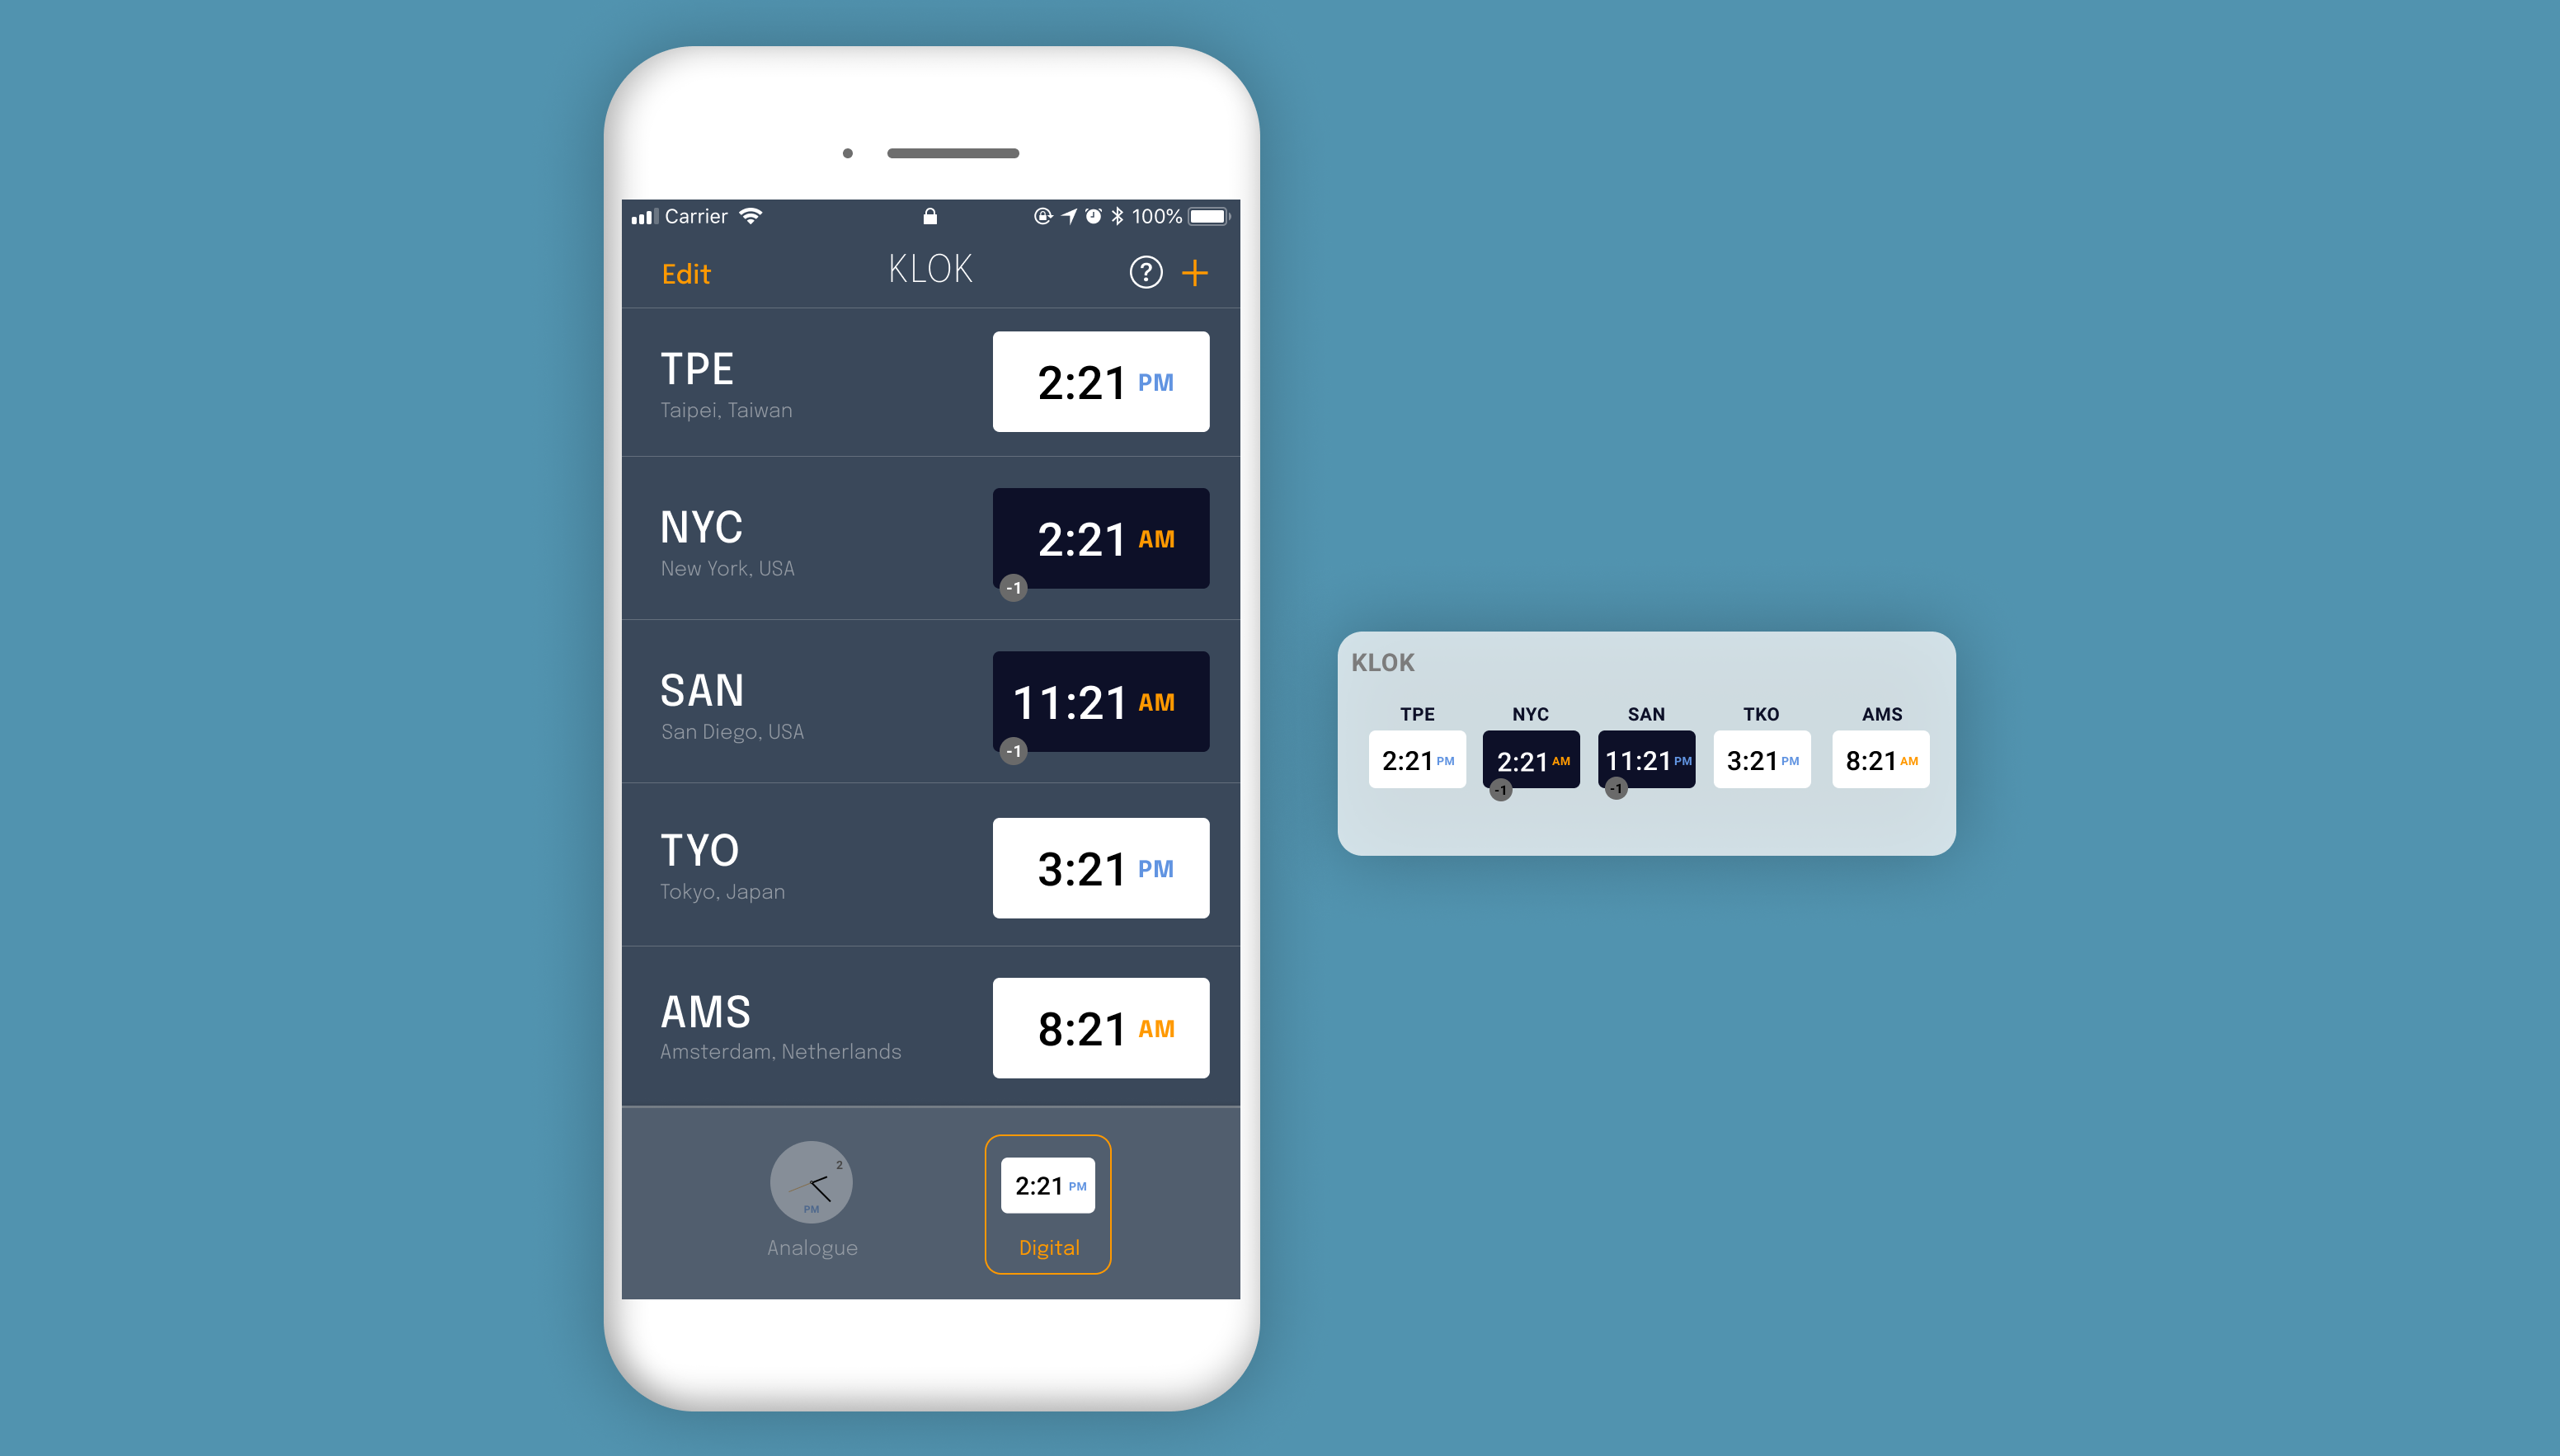 Carrier 100%
Edit KLOK ? +
TPE
Taipei, Taiwan
2:21 PM
NYC
New York, USA
2:21 AM
-1
SAN
San Diego, USA
11:21 AM
-1
TYO
Tokyo, Japan
3:21 PM
AMS
Amsterdam, Netherlands
8:21 AM
2
PM
Analogue
2:21 PM
Digital
KLOK
TPE NYC SAN TKO AMS
2:21 PM 2:21 AM 11:21 PM 3:21 PM 8:21 AM
-1 -1